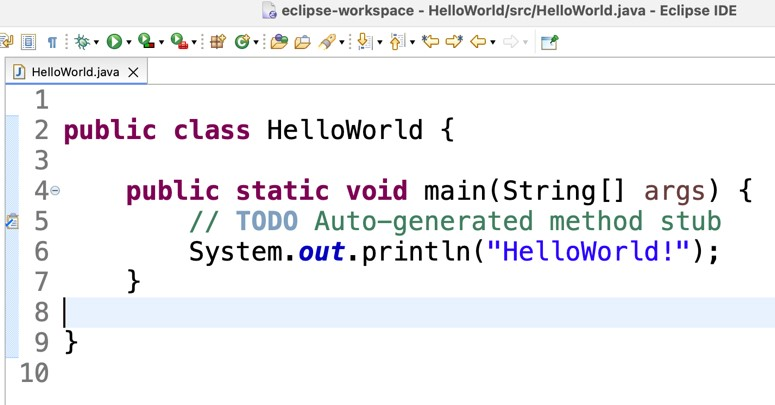 eclipse-workspace - HelloWorld/src/HelloWorld.java - Eclipse IDE
HelloWorld.java
1
2 public class HelloWorld {
3
4     public static void main(String[] args) {
5         // TODO Auto-generated method stub
6         System.out.println("HelloWorld!");
7     }
8
9 }
10